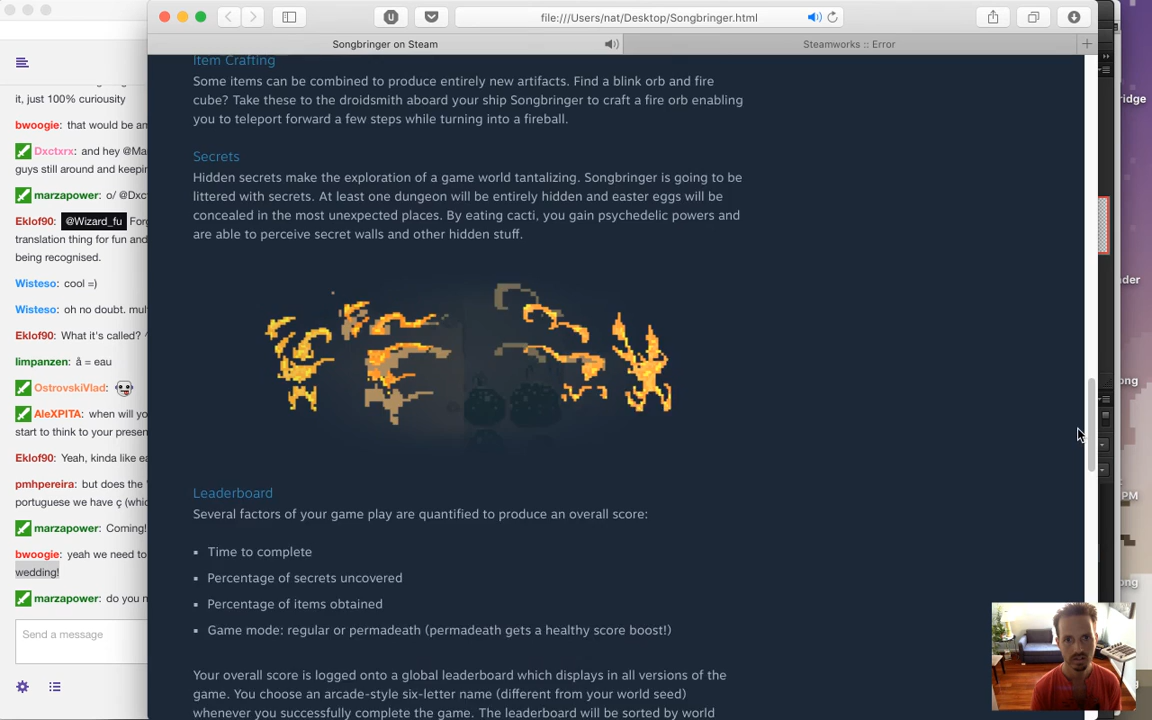 file:///Users/nat/Desktop/Songbringer.html
Songbringer on Steam
Steamworks :: Error
it, just 100% curiousity
bwoogie: that would be an
Dxctxrx: and hey @Ma
guys still around and keepin
marzapower: o/ @Dxc
Eklof90: @Wizard_fu For
translation thing for fun and
being recognised.
Wisteso: cool =)
Wisteso: oh no doubt. mul
Eklof90: What it's called? ^
limpanzen: å = eau
OstrovskiVlad:
AleXPITA: when will yo
start to think to your presen
Eklof90: Yeah, kinda like ea
pmhpereira: but does the
portuguese we have ç (whic
marzapower: Coming!
bwoogie: yeah we need to
wedding!
marzapower: do you n
Send a message
Item Crafting
Some items can be combined to produce entirely new artifacts. Find a blink orb and fire
cube? Take these to the droidsmith aboard your ship Songbringer to craft a fire orb enabling
you to teleport forward a few steps while turning into a fireball.
Secrets
Hidden secrets make the exploration of a game world tantalizing. Songbringer is going to be
littered with secrets. At least one dungeon will be entirely hidden and easter eggs will be
concealed in the most unexpected places. By eating cacti, you gain psychedelic powers and
are able to perceive secret walls and other hidden stuff.
Leaderboard
Several factors of your game play are quantified to produce an overall score:
▪ Time to complete
▪ Percentage of secrets uncovered
▪ Percentage of items obtained
▪ Game mode: regular or permadeath (permadeath gets a healthy score boost!)
Your overall score is logged onto a global leaderboard which displays in all versions of the
game. You choose an arcade-style six-letter name (different from your world seed)
whenever you successfully complete the game. The leaderboard will be sorted by world
ridge
der
png
PM
png